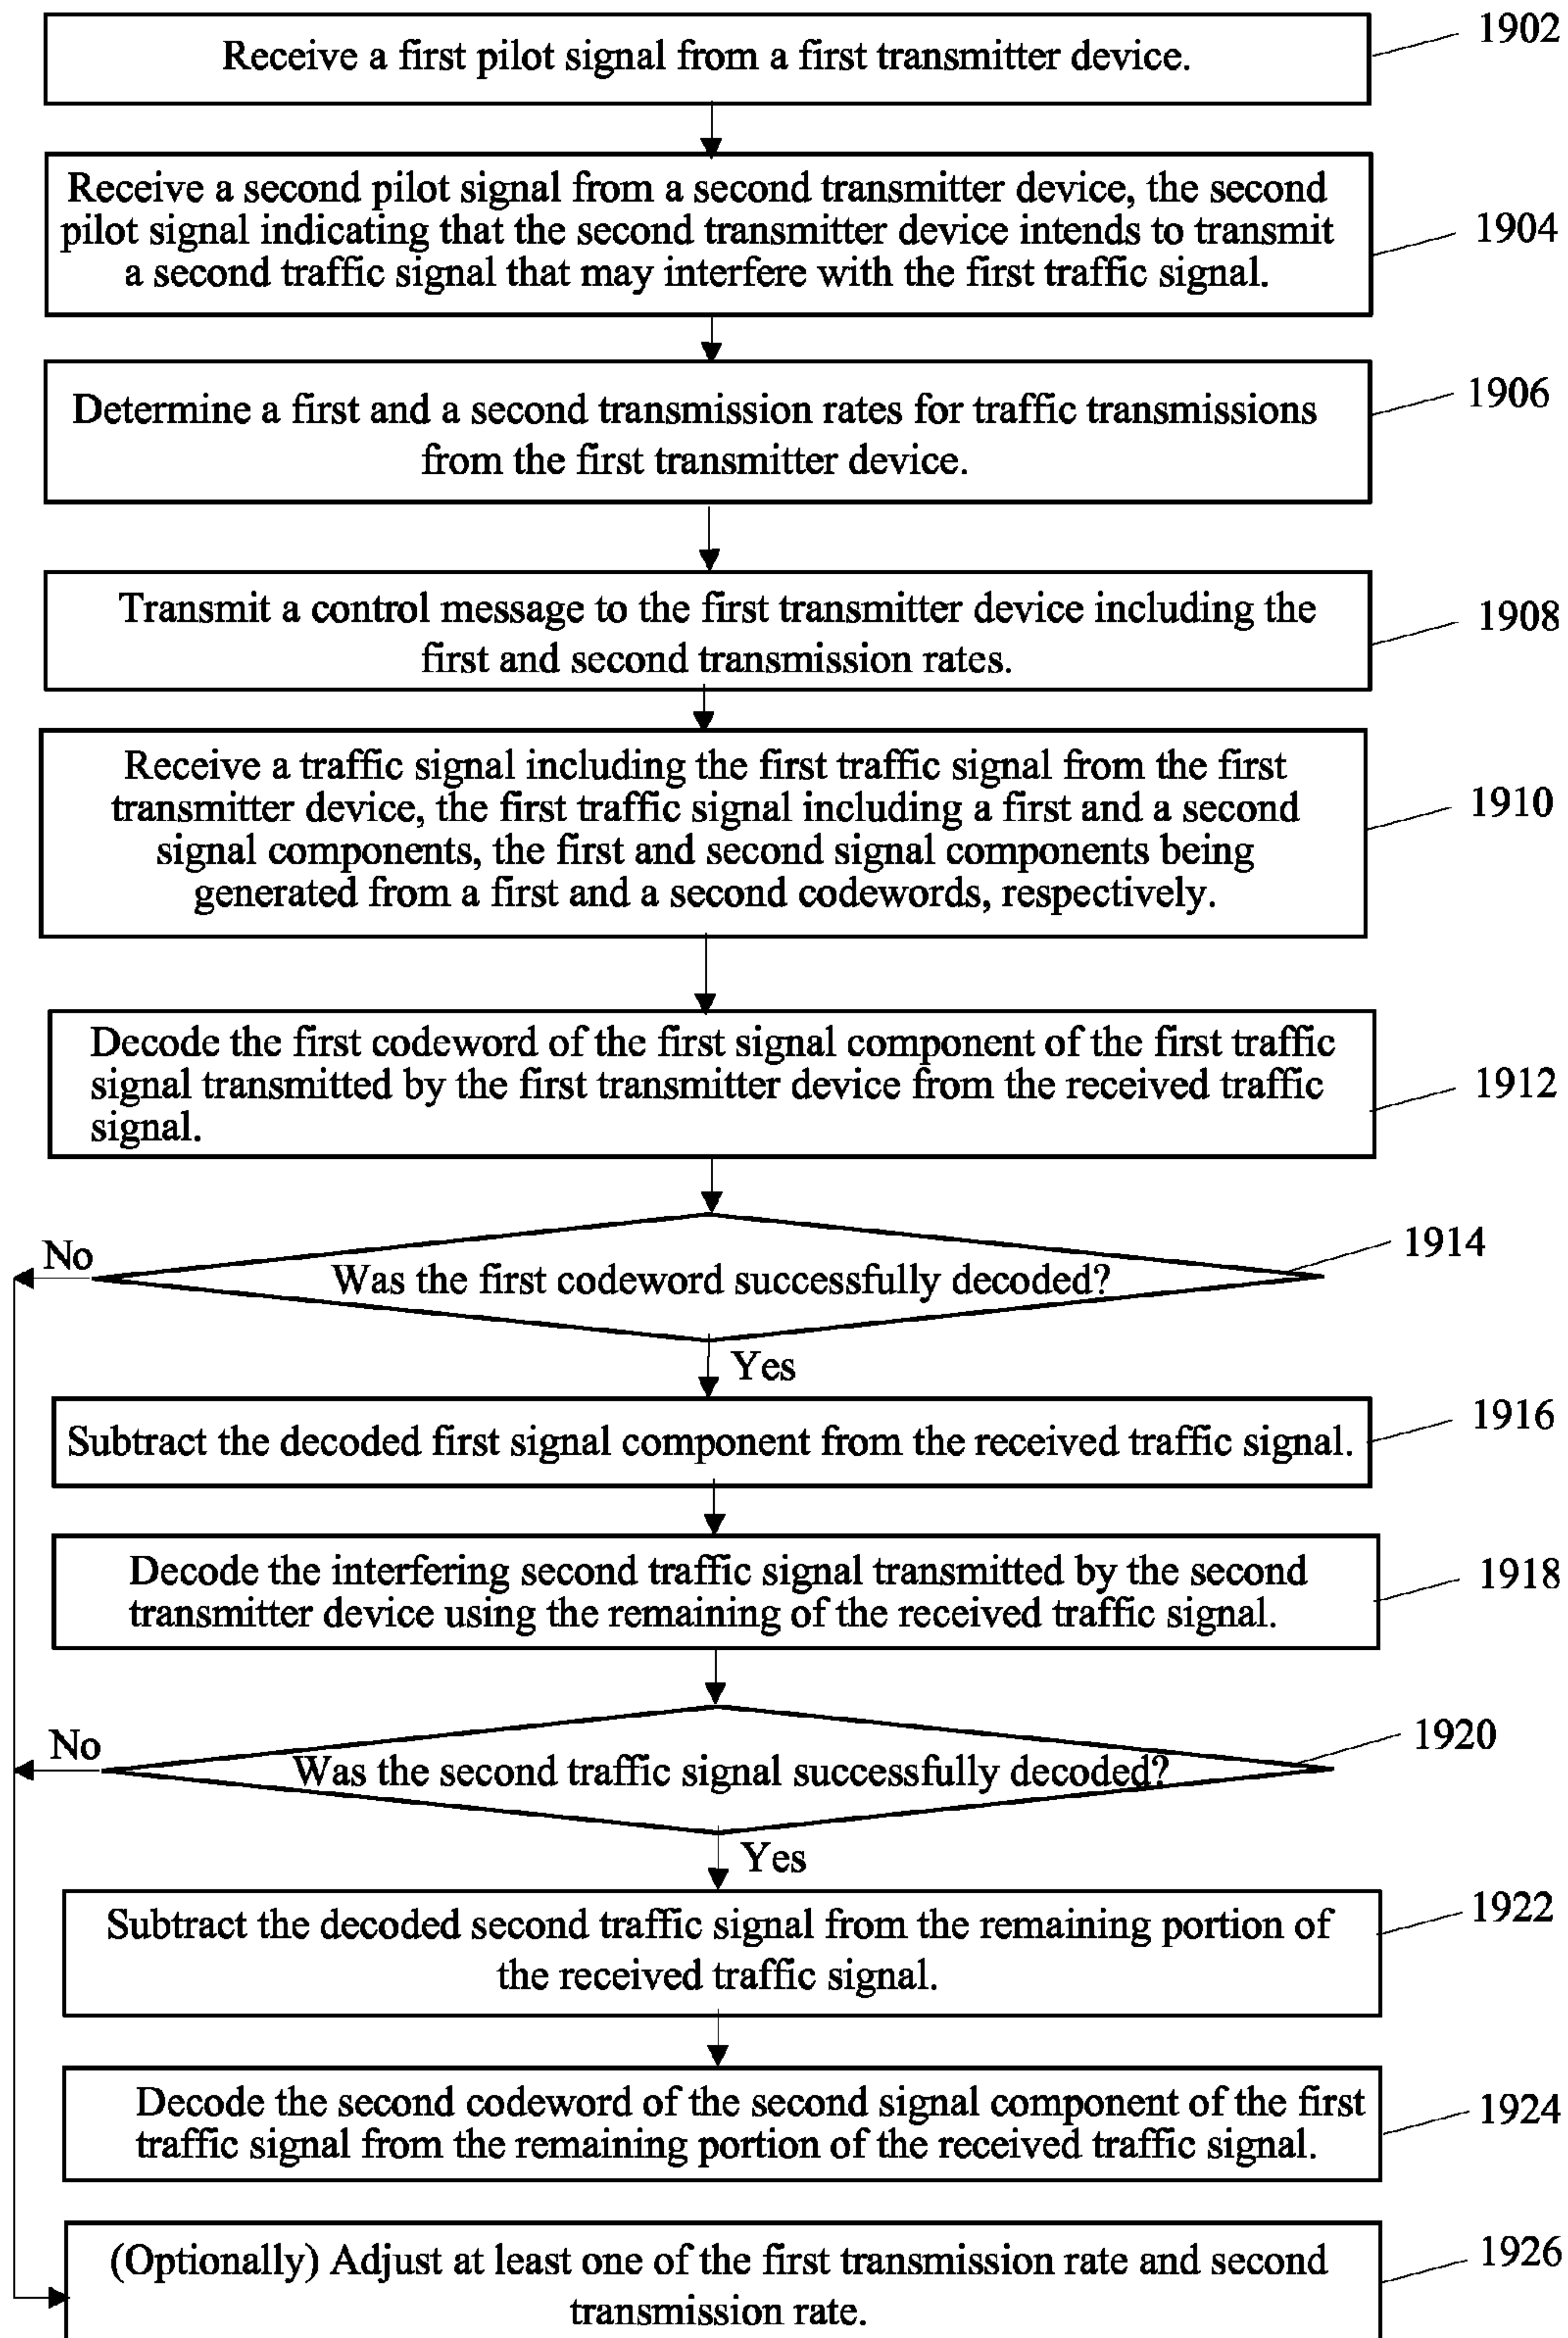 Receive a first pilot signal from a first transmitter device.
1902
Receive a second pilot signal from a second transmitter device, the second
pilot signal indicating that the second transmitter device intends to transmit
a second traffic signal that may interfere with the first traffic signal.
1904
Determine a first and a second transmission rates for traffic transmissions
from the first transmitter device.
1906
Transmit a control message to the first transmitter device including the
first and second transmission rates.
1908
Receive a traffic signal including the first traffic signal from the first
transmitter device, the first traffic signal including a first and a second
signal components, the first and second signal components being
generated from a first and a second codewords, respectively.
1910
Decode the first codeword of the first signal component of the first traffic
signal transmitted by the first transmitter device from the received traffic
signal.
1912
No
Was the first codeword successfully decoded?
1914
Yes
Subtract the decoded first signal component from the received traffic signal.
1916
Decode the interfering second traffic signal transmitted by the second
transmitter device using the remaining of the received traffic signal.
1918
No
Was the second traffic signal successfully decoded?
1920
Yes
Subtract the decoded second traffic signal from the remaining portion of
the received traffic signal.
1922
Decode the second codeword of the second signal component of the first
traffic signal from the remaining portion of the received traffic signal.
1924
(Optionally) Adjust at least one of the first transmission rate and second
transmission rate.
1926